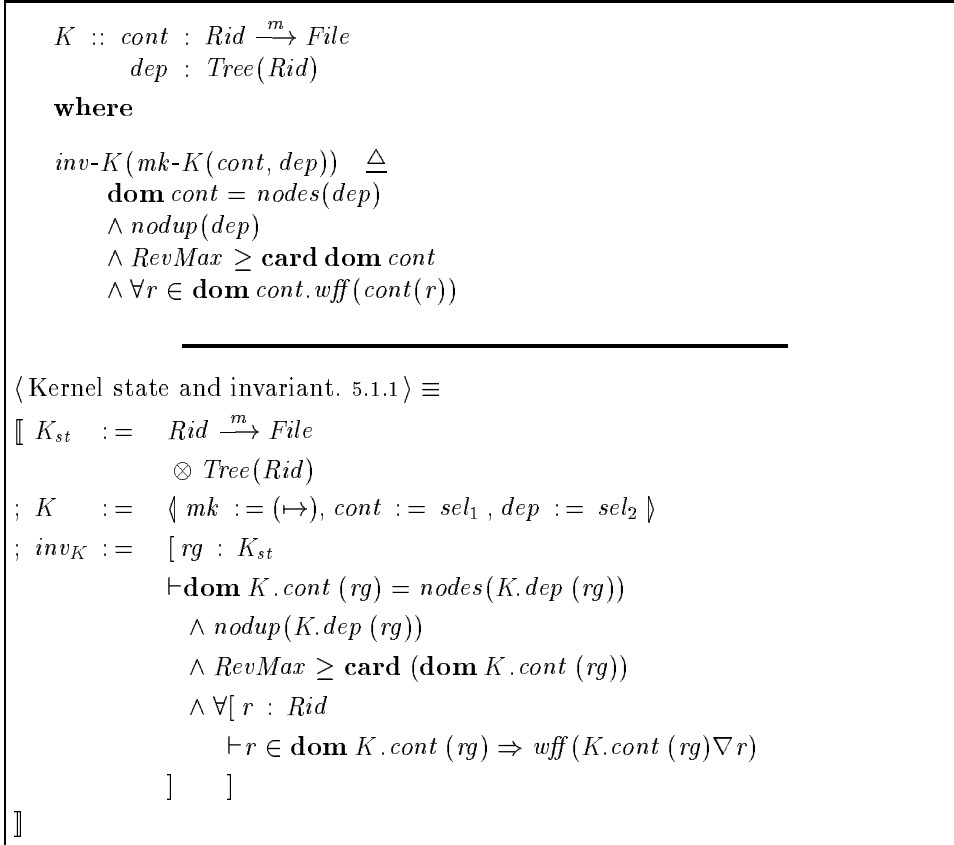 K :: cont : Rid —m→ File
dep : Tree(Rid)
where
inv-K(mk-K(cont, dep)) ≜
dom cont = nodes(dep)
∧ nodup(dep)
∧ RevMax ≥ card dom cont
∧ ∀r ∈ dom cont.wff(cont(r))
⟨ Kernel state and invariant. 5.1.1 ⟩ ≡
⟦ K_st := Rid —m→ File
⊗ Tree(Rid)
; K := ⟬ mk := (↦), cont := sel₁ , dep := sel₂ ⟭
; inv_K := [ rg : K_st
⊢dom K.cont (rg) = nodes(K.dep (rg))
∧ nodup(K.dep (rg))
∧ RevMax ≥ card (dom K.cont (rg))
∧ ∀[ r : Rid
⊢r ∈ dom K.cont (rg) ⇒ wff(K.cont (rg)∇r)
] ]
⟧